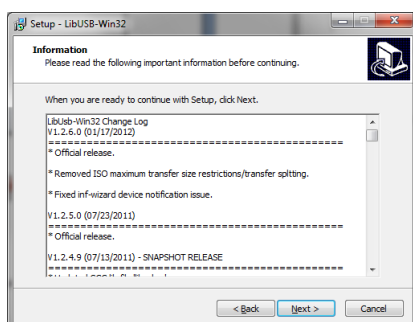 Setup - LibUSB-Win32
Information
Please read the following important information before continuing.
When you are ready to continue with Setup, click Next.
LibUsb-Win32 Change Log
V1.2.6.0 (01/17/2012)
==========================================
* Official release.
* Removed ISO maximum transfer size restrictions/transfer spltting.
* Fixed inf-wizard device notification issue.
V1.2.5.0 (07/23/2011)
==========================================
* Official release.
V1.2.4.9 (07/13/2011) - SNAPSHOT RELEASE
==========================================
< Back
Next >
Cancel